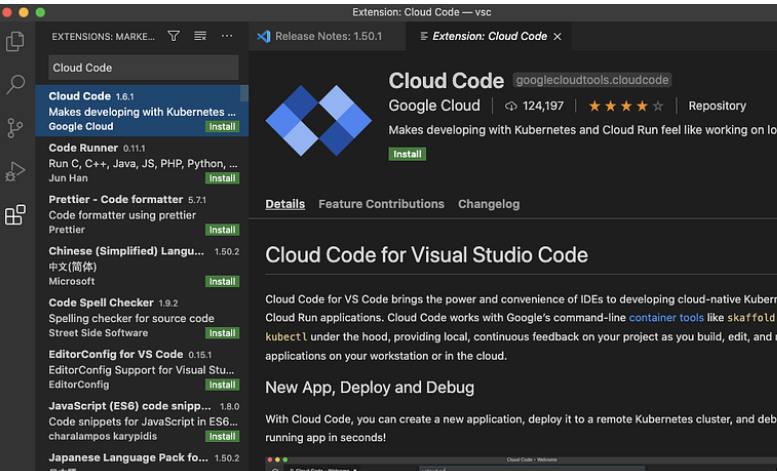 Extension: Cloud Code — vsc
EXTENSIONS: MARKE...
Release Notes: 1.50.1
Extension: Cloud Code
Cloud Code
Cloud Code 1.6.1
Makes developing with Kubernetes ...
Google Cloud Install
Code Runner 0.11.1
Run C, C++, Java, JS, PHP, Python, ...
Jun Han Install
Prettier - Code formatter 5.7.1
Code formatter using prettier
Prettier Install
Chinese (Simplified) Langu... 1.50.2
中文(简体)
Microsoft Install
Code Spell Checker 1.9.2
Spelling checker for source code
Street Side Software Install
EditorConfig for VS Code 0.15.1
EditorConfig Support for Visual Stu...
EditorConfig Install
JavaScript (ES6) code snipp... 1.8.0
Code snippets for JavaScript in ES6...
charalampos karypidis Install
Japanese Language Pack fo... 1.50.2
Cloud Code googlecloudtools.cloudcode
Google Cloud 124,197 Repository
Makes developing with Kubernetes and Cloud Run feel like working on lo
Install
Details Feature Contributions Changelog
Cloud Code for Visual Studio Code
Cloud Code for VS Code brings the power and convenience of IDEs to developing cloud-native Kuber
Cloud Run applications. Cloud Code works with Google's command-line container tools like skaffold
kubectl under the hood, providing local, continuous feedback on your project as you build, edit, and
applications on your workstation or in the cloud.
New App, Deploy and Debug
With Cloud Code, you can create a new application, deploy it to a remote Kubernetes cluster, and deb
running app in seconds!
Cloud Code - Welcome